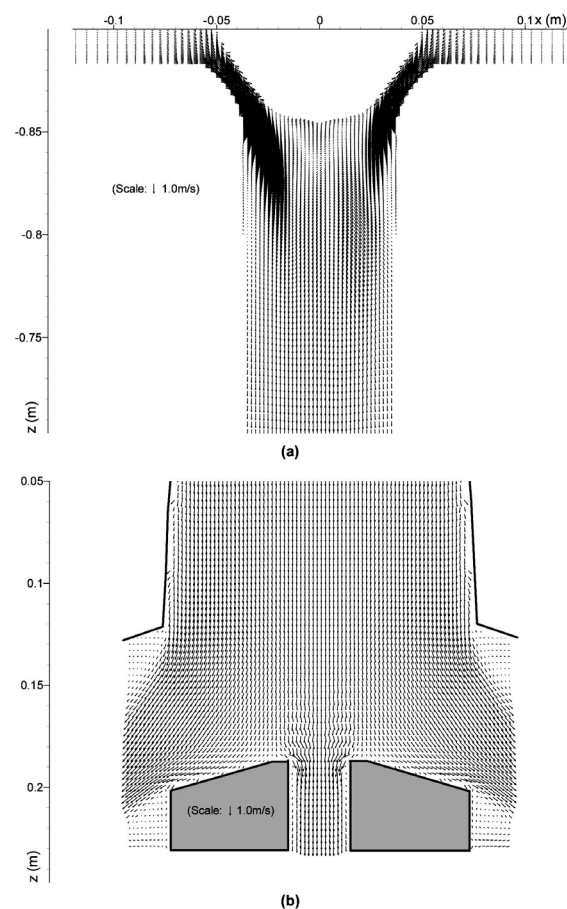 -0.1 -0.05 0 0.05 0.1 x (m)
-0.85
(Scale: ↓ 1.0m/s)
-0.8
-0.75
z (m)
(a)
0.05
0.1
0.15
0.2
(Scale: ↓ 1.0m/s)
z (m)
(b)